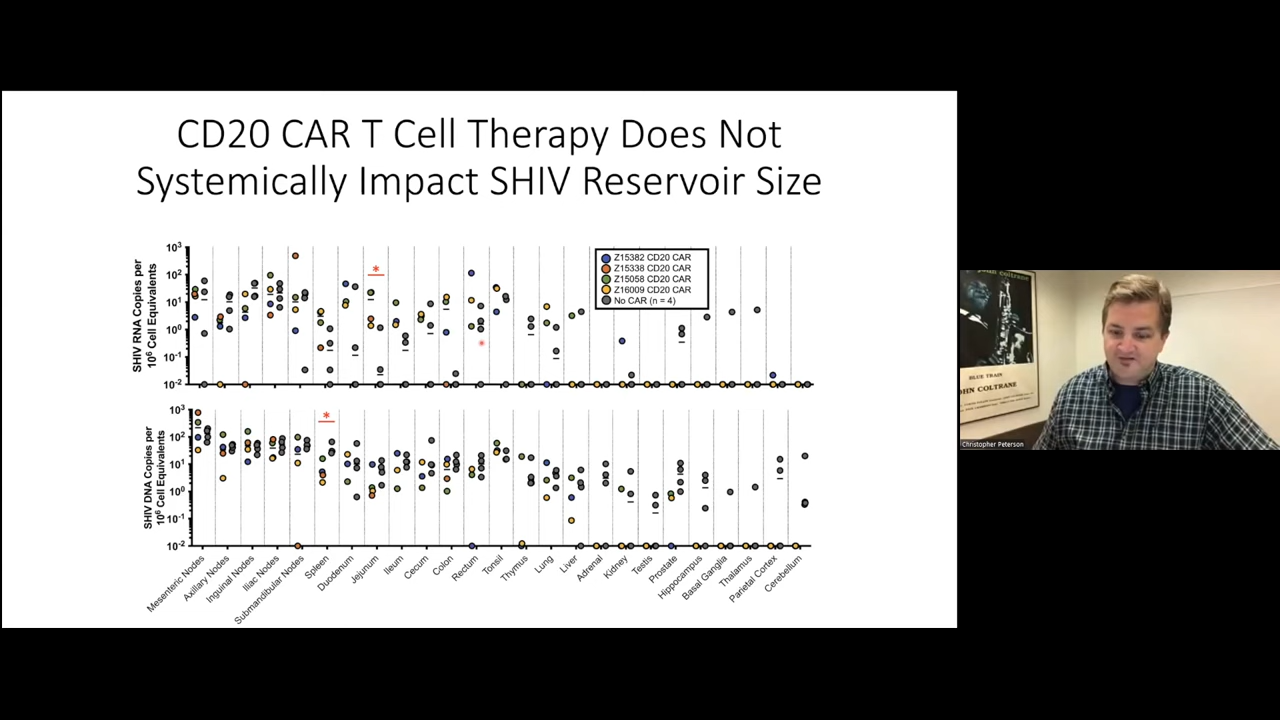 CD20 CAR T Cell Therapy Does Not
Systemically Impact SHIV Reservoir Size
SHIV RNA Copies per
10⁶ Cell Equivalents
10³
10²
10¹
10⁰
10⁻¹
10⁻²
*
*
Z15382 CD20 CAR
Z15338 CD20 CAR
Z15058 CD20 CAR
Z16009 CD20 CAR
No CAR (n = 4)
SHIV DNA Copies per
10⁶ Cell Equivalents
10³
10²
10¹
10⁰
10⁻¹
10⁻²
*
Mesenteric Nodes
Axillary Nodes
Inguinal Nodes
Iliac Nodes
Submandibular Nodes
Spleen
Duodenum
Jejunum
Ileum
Cecum
Colon
Rectum
Tonsil
Thymus
Lung
Liver
Adrenal
Kidney
Testis
Prostate
Hippocampus
Basal Ganglia
Thalamus
Parietal Cortex
Cerebellum
BLUE TRAIN
JOHN COLTRANE
Christopher Peterson